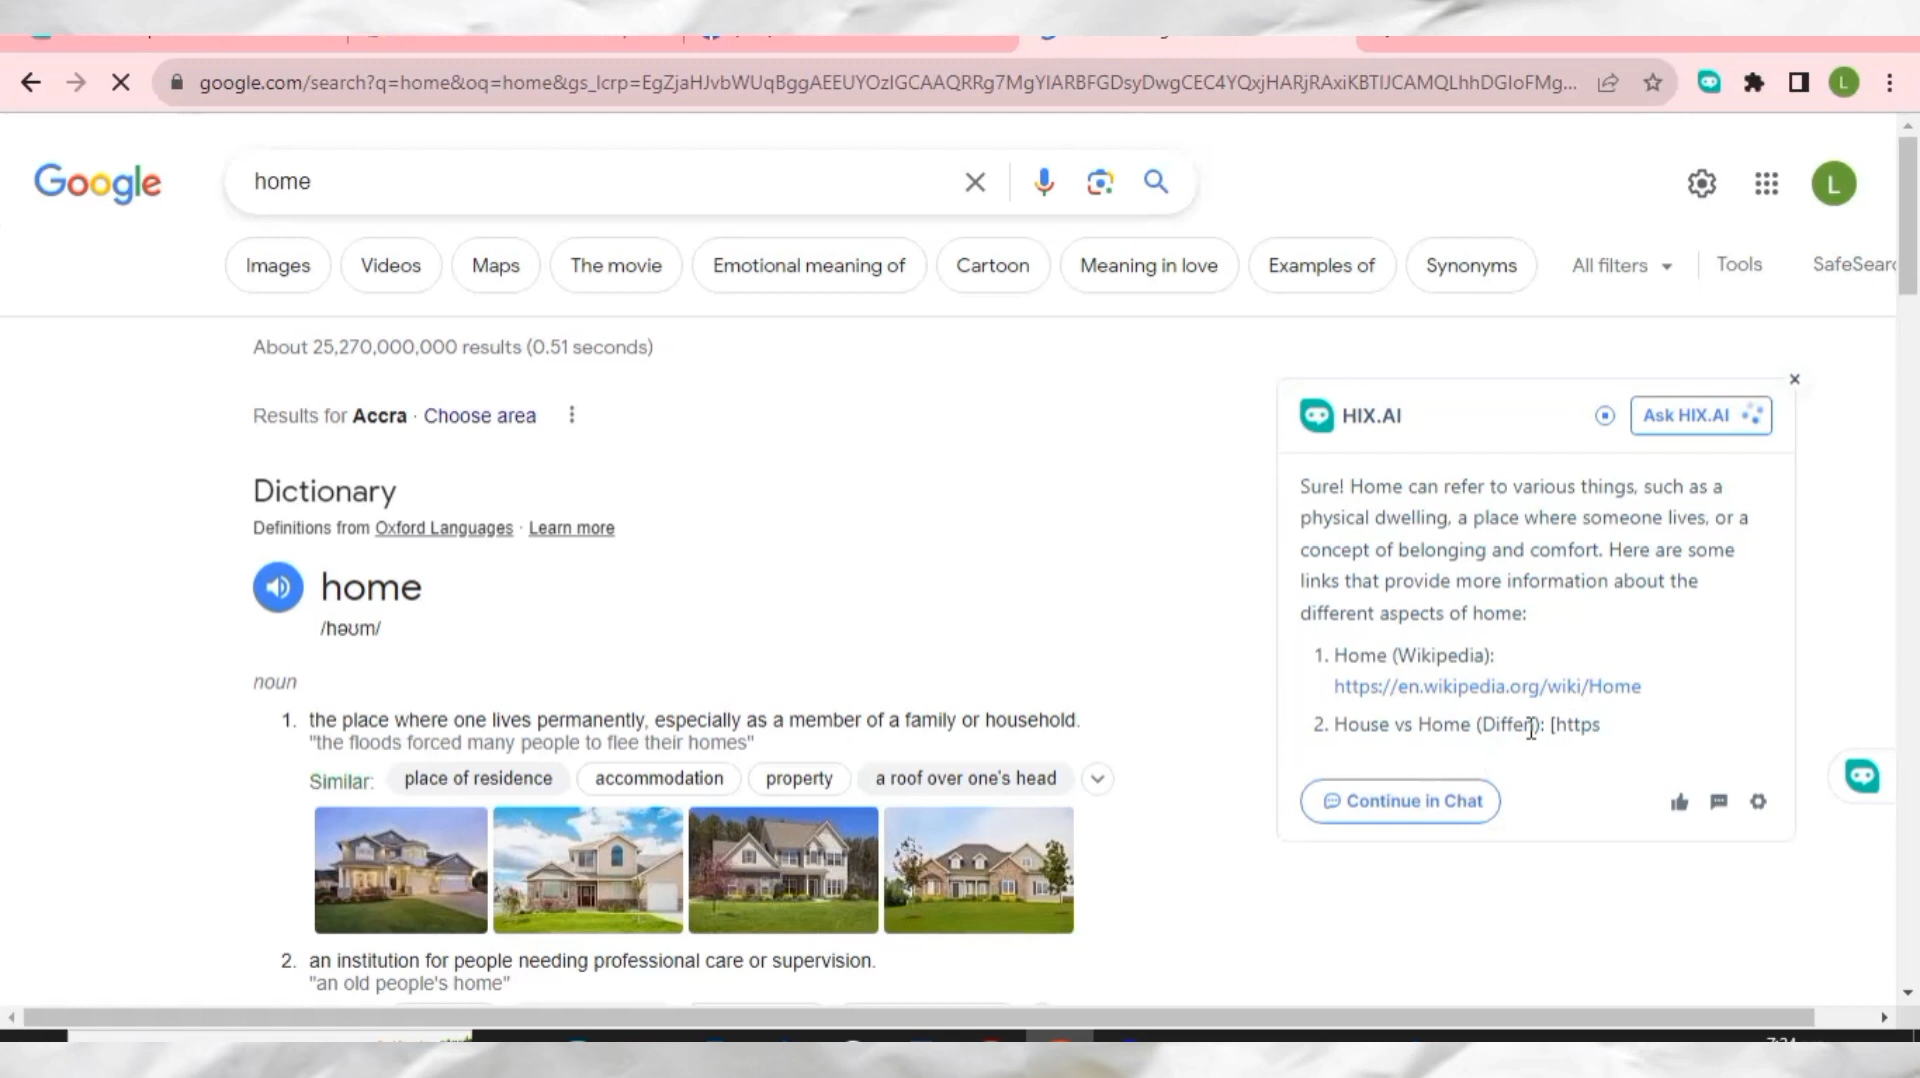 google.com/search?q=home&oq=home&gs_lcrp=EgZjaHJvbWUqBggAEEUYOzIGCAAQRRg7MgYIARBFGDsyDwgCEC4YQxjHARjRAxiKBTIJCAMQLhhDGIoFMg...
L
Google
home
L
Images
Videos
Maps
The movie
Emotional meaning of
Cartoon
Meaning in love
Examples of
Synonyms
All filters
Tools
SafeSearc
About 25,270,000,000 results (0.51 seconds)
Results for Accra · Choose area
Dictionary
Definitions from Oxford Languages · Learn more
home
/həʊm/
noun
1. the place where one lives permanently, especially as a member of a family or household.
"the floods forced many people to flee their homes"
Similar: place of residence accommodation property a roof over one's head
2. an institution for people needing professional care or supervision.
"an old people's home"
HIX.AI
Ask HIX.AI
Sure! Home can refer to various things, such as a
physical dwelling, a place where someone lives, or a
concept of belonging and comfort. Here are some
links that provide more information about the
different aspects of home:
1. Home (Wikipedia):
https://en.wikipedia.org/wiki/Home
2. House vs Home (Differ): [https
Continue in Chat